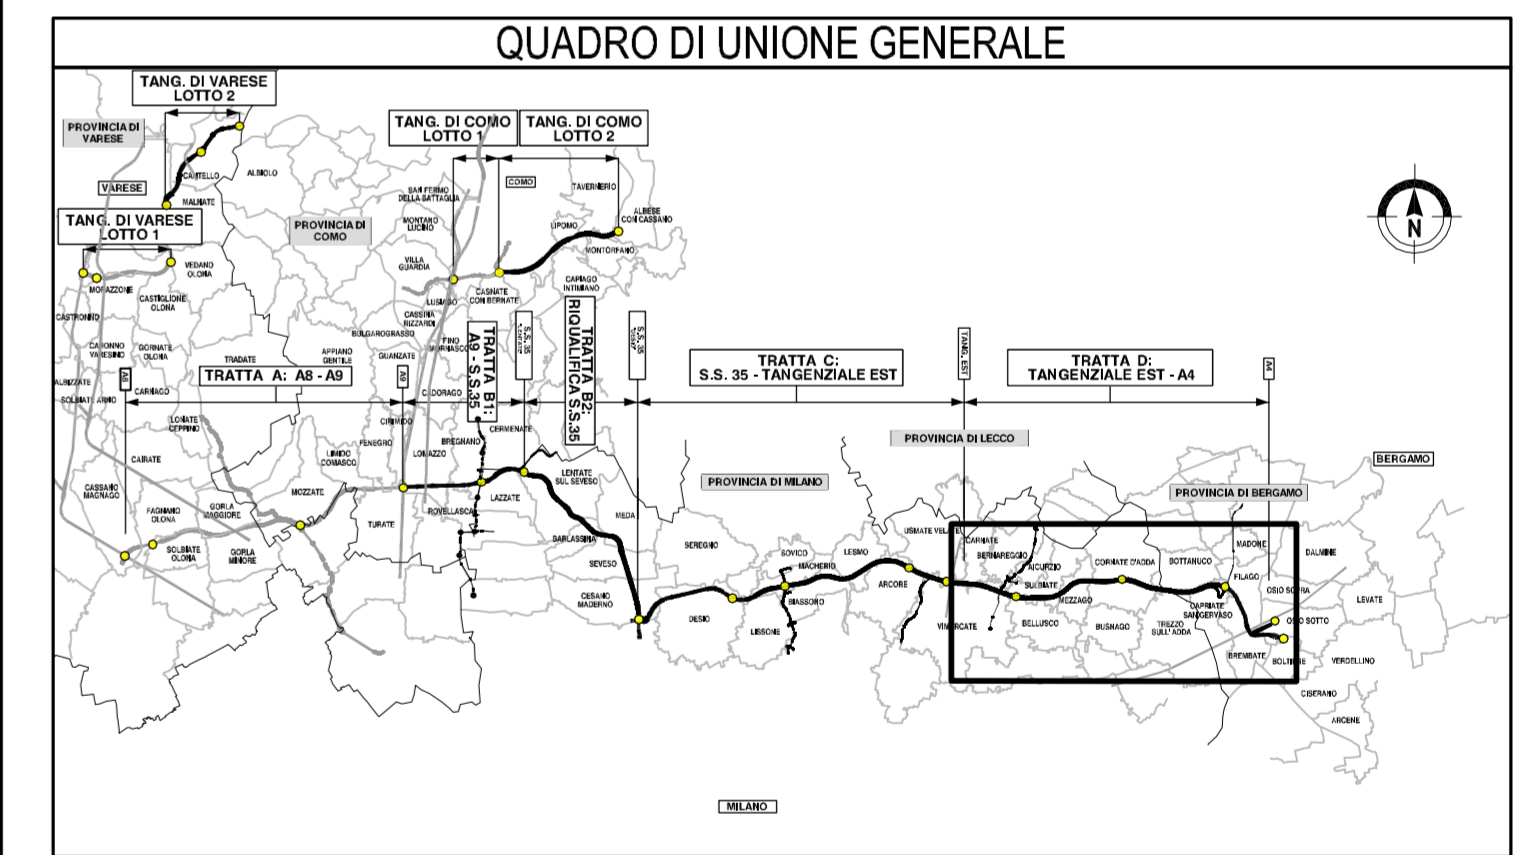 QUADRO DI UNIONE GENERALE
TANG. DI VARESE
LOTTO 2
PROVINCIA DI
VARESE
VARESE
CANTELLO
ALBIOLO
MALNATE
TANG. DI VARESE
LOTTO 1
TANG. DI COMO
LOTTO 1
TANG. DI COMO
LOTTO 2
COMO
TAVERNERIO
SAN FERMO
DELLA BATTAGLIA
ALBESE
CON CASSANO
MONTANO
LUCINO
LIPOMO
MONTORFANO
PROVINCIA DI
COMO
N
VILLA
GUARDIA
VEDANO
OLONA
MORAZZONE
CASTIGLIONE
OLONA
LUISAGO
CASNATE
CON BERNATE
CAPIAGO
INTIMIANO
CASTRONNO
CASSINA
RIZZARDI
BULGAROGRASSO
FINO
MORNASCO
CARONNO
VARESINO
GORNATE
OLONA
TRADATE
APPIANO
GENTILE
GUANZATE
S.S. 35
S.S. 35
TRATTA B1:
A9 - S.S.35
TRATTA B2:
RIQUALIFICA S.S.35
TANG. EST
TRATTA C:
S.S. 35 - TANGENZIALE EST
TRATTA D:
TANGENZIALE EST - A4
A4
TRATTA A: A8 - A9
A8
A9
ALBIZZATE
CARNAGO
SOLBIATE ARNO
CADORAGO
LONATE
CEPPINO
CIRIMIDO
CERMENATE
FENEGRO
BREGNANO
LOMAZZO
LIMIDO
COMASCO
CAIRATE
PROVINCIA DI LECCO
BERGAMO
PROVINCIA DI MILANO
PROVINCIA DI BERGAMO
LENTATE
SUL SEVESO
CASSANO
MAGNAGO
MOZZATE
LAZZATE
FAGNANO
OLONA
GORLA
MAGGIORE
ROVELLASCA
TURATE
MEDA
BARLASSINA
SEREGNO
SOLBIATE
OLONA
GORLA
MINORE
SEVESO
CESANO
MADERNO
SOVICO
MACHERIO
LESMO
USMATE VELATE
CARNATE
BERNAREGGIO
AICURZIO
SULBIATE
CORNATE D'ADDA
BOTTANUCO
MADONE
DALMINE
FILAGO
ARCORE
BIASSONO
MEZZAGO
CAPRIATE
SAN GERVASO
OSIO SOPRA
LEVATE
DESIO
LISSONE
VIMERCATE
BELLUSCO
BUSNAGO
TREZZO
SULL'ADDA
OSIO SOTTO
BREMBATE
BOLTIERE
VERDELLINO
CISERANO
ARCENE
MILANO